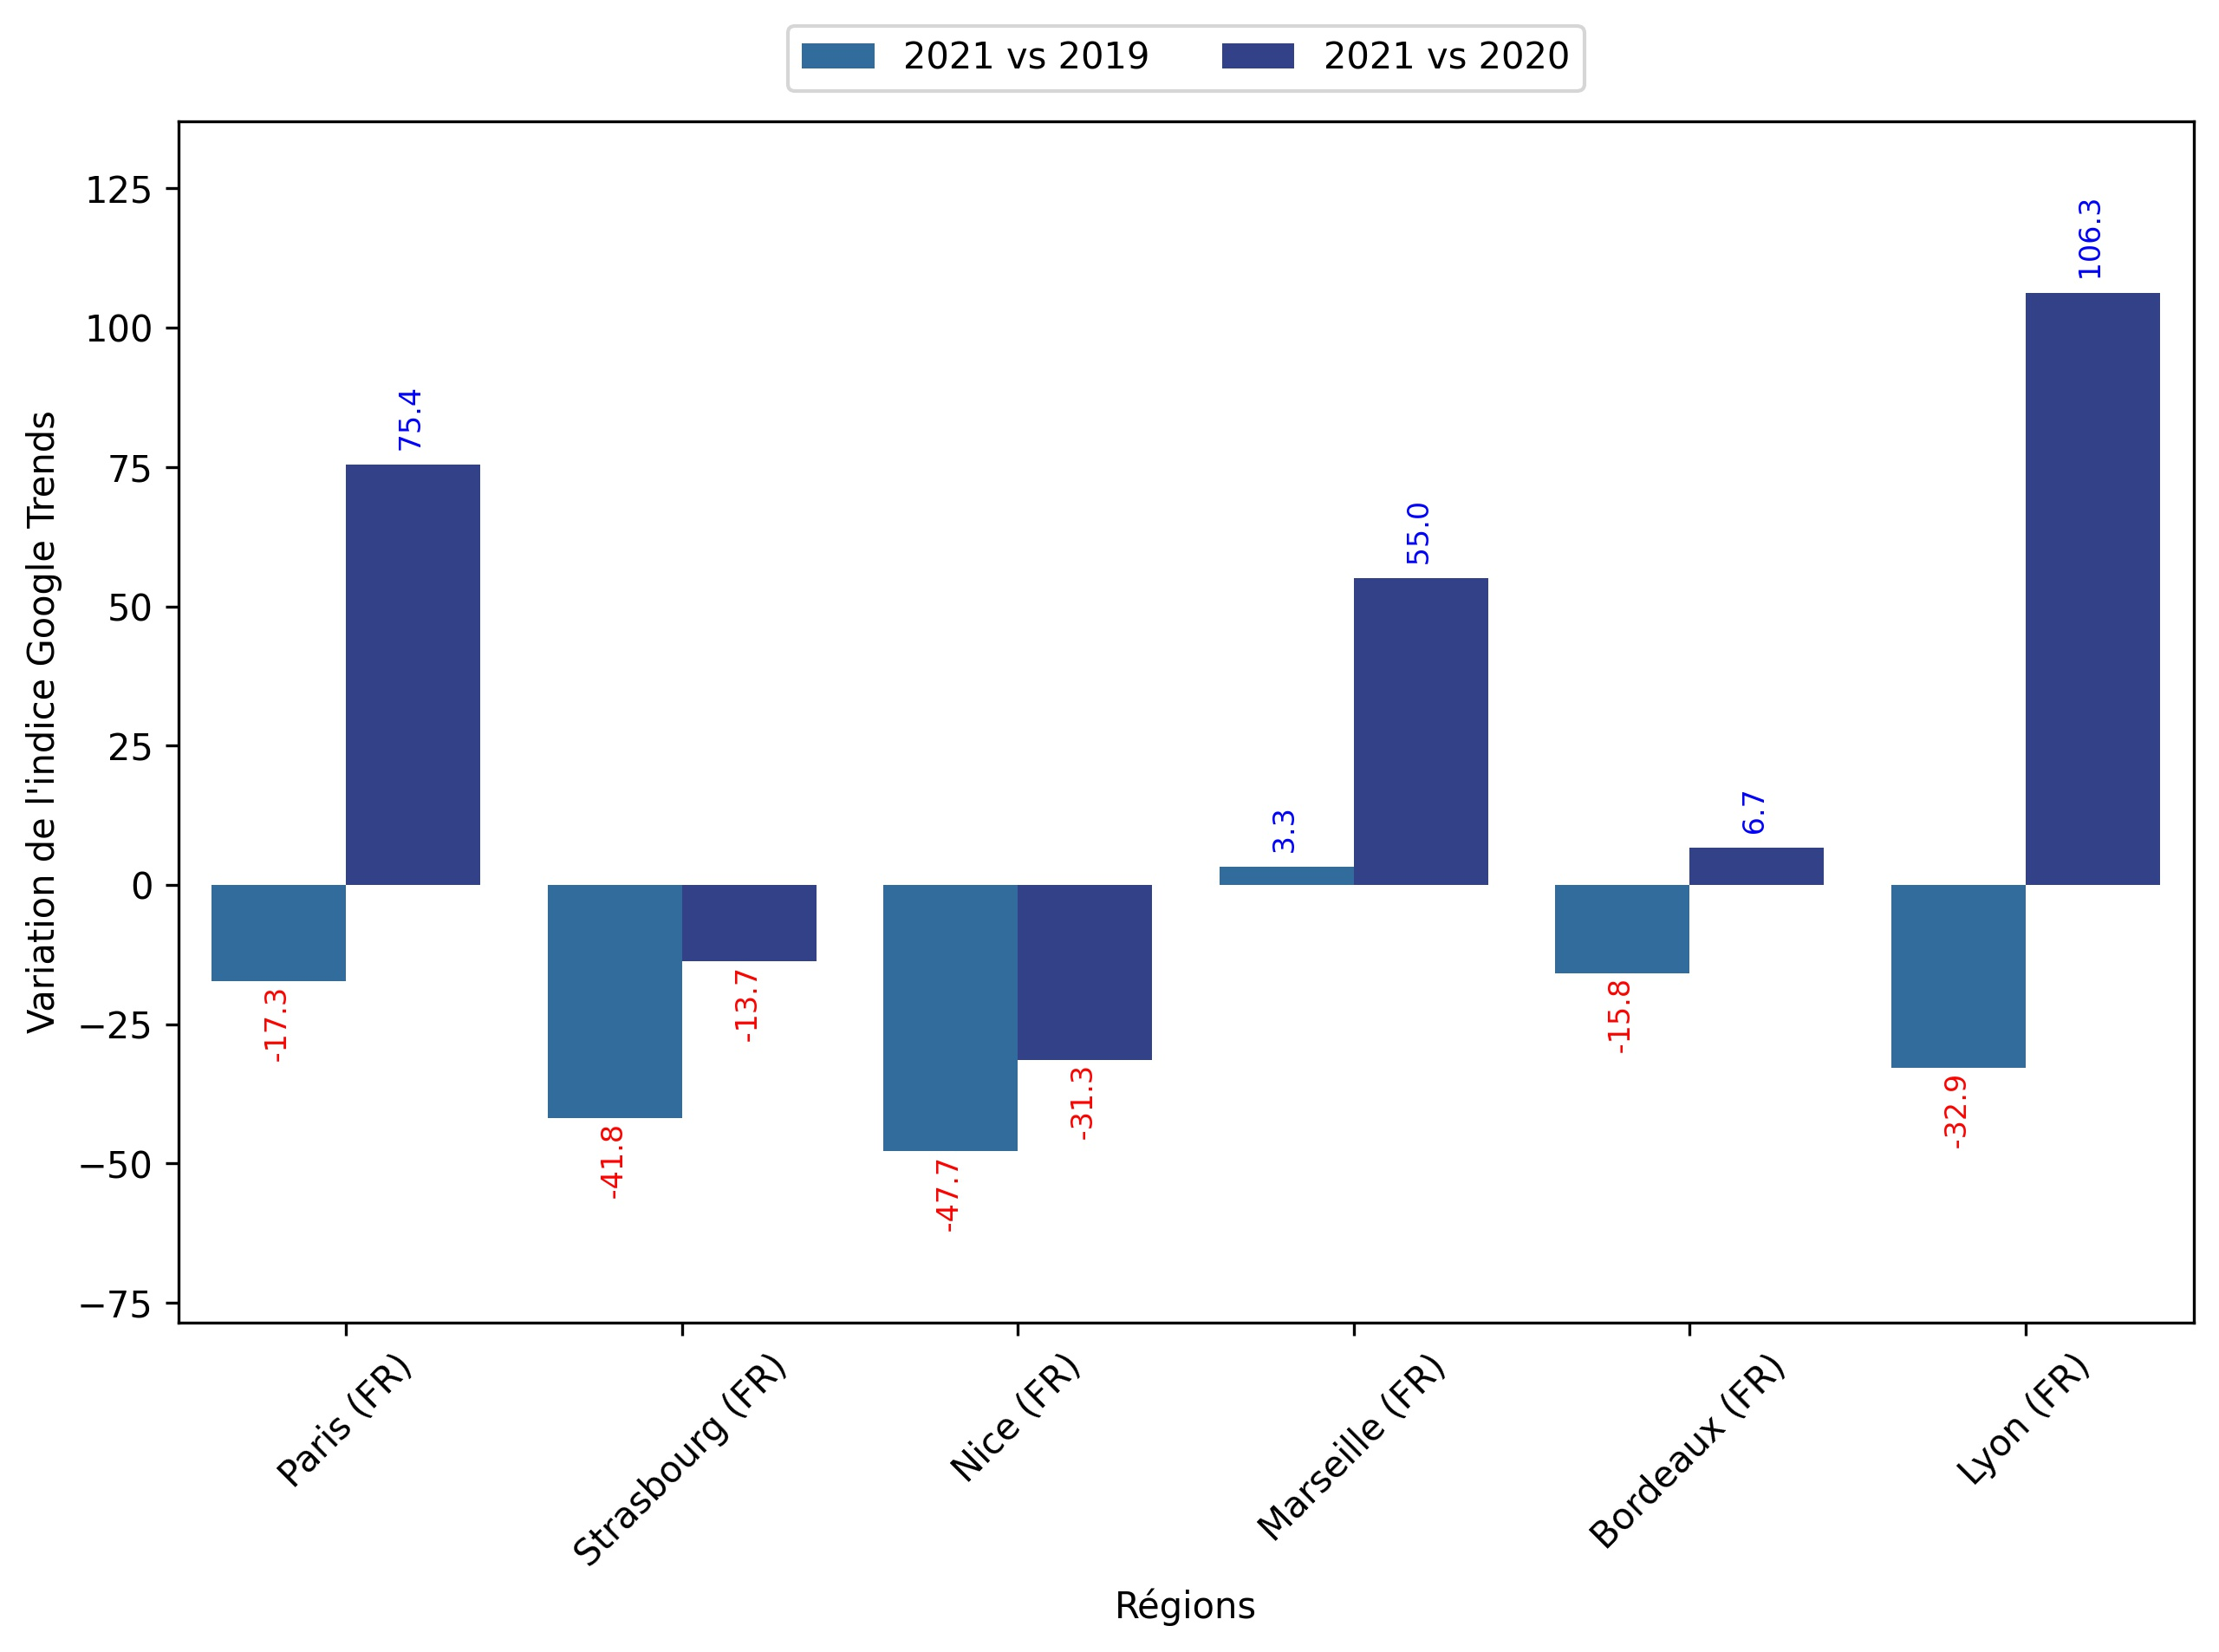 2021 vs 2019
2021 vs 2020
Variation de l'indice Google Trends
125
100
75
50
25
0
−25
−50
−75
-17.3
75.4
-41.8
-13.7
-47.7
-31.3
3.3
55.0
-15.8
6.7
-32.9
106.3
Paris (FR)
Strasbourg (FR)
Nice (FR)
Marseille (FR)
Bordeaux (FR)
Lyon (FR)
Régions